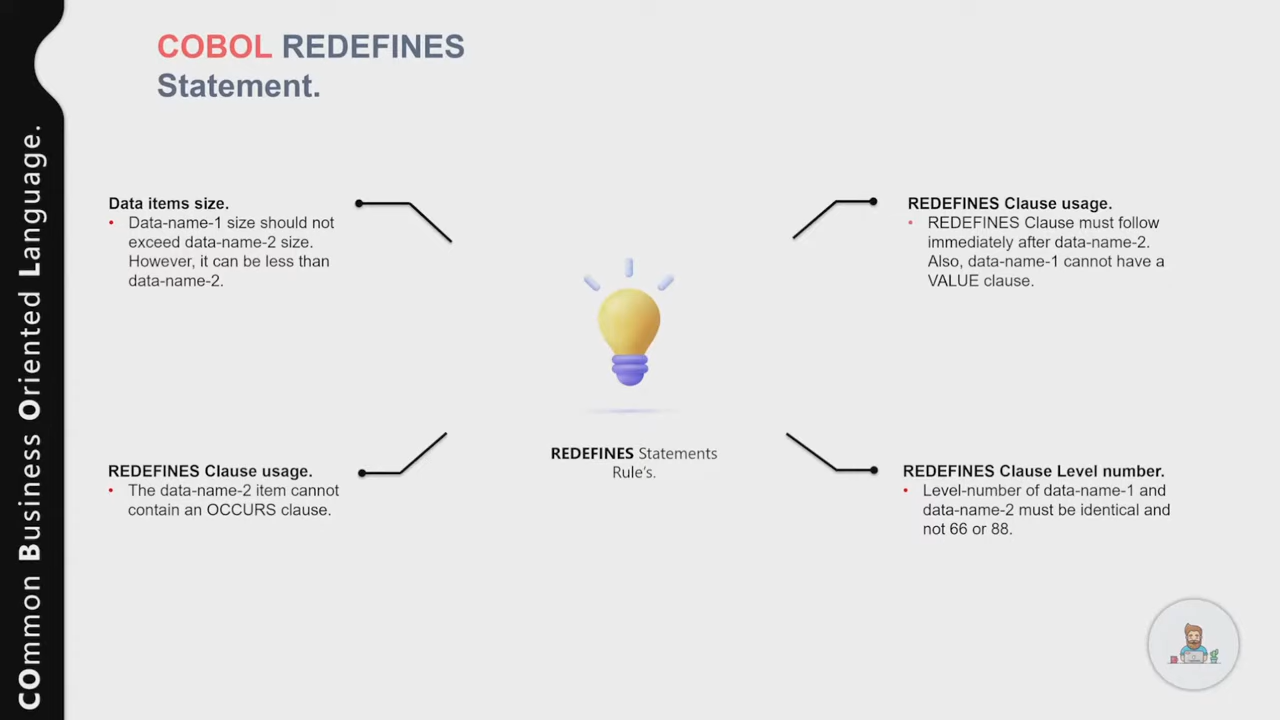 COBOL REDEFINES
Statement.
Data items size.
• Data-name-1 size should not
exceed data-name-2 size.
However, it can be less than
data-name-2.
REDEFINES Clause usage.
• REDEFINES Clause must follow
immediately after data-name-2.
Also, data-name-1 cannot have a
VALUE clause.
REDEFINES Statements
Rule's.
REDEFINES Clause usage.
• The data-name-2 item cannot
contain an OCCURS clause.
REDEFINES Clause Level number.
• Level-number of data-name-1 and
data-name-2 must be identical and
not 66 or 88.
COmmon Business Oriented Language.